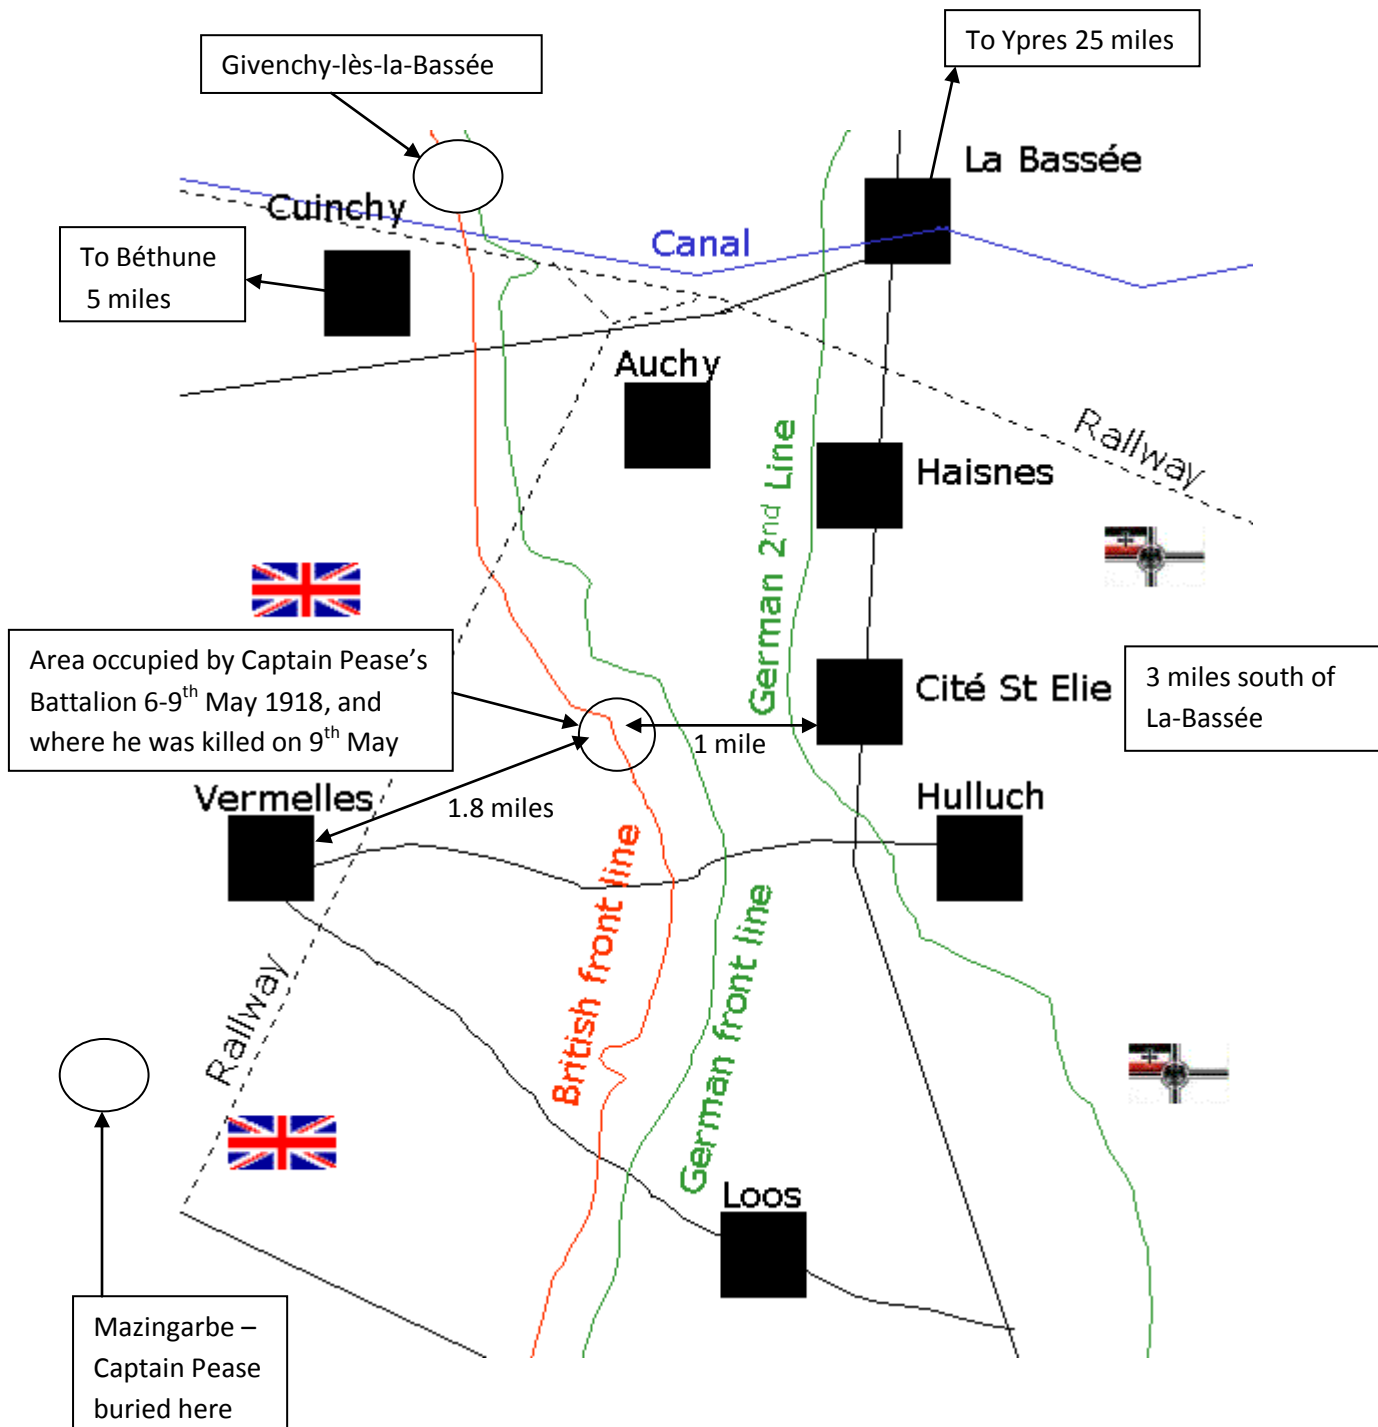 To Ypres 25 miles
Givenchy-lès-la-Bassée
La Bassée
Cuinchy
Canal
To Béthune
5 miles
Auchy
Rallway
German 2nd Line
Haisnes
Area occupied by Captain Pease’s
Battalion 6-9th May 1918, and
where he was killed on 9th May
Cité St Elie
3 miles south of
La-Bassée
1 mile
Vermelles
1.8 miles
Hulluch
British front line
German front line
Rallway
Loos
Mazingarbe –
Captain Pease
buried here